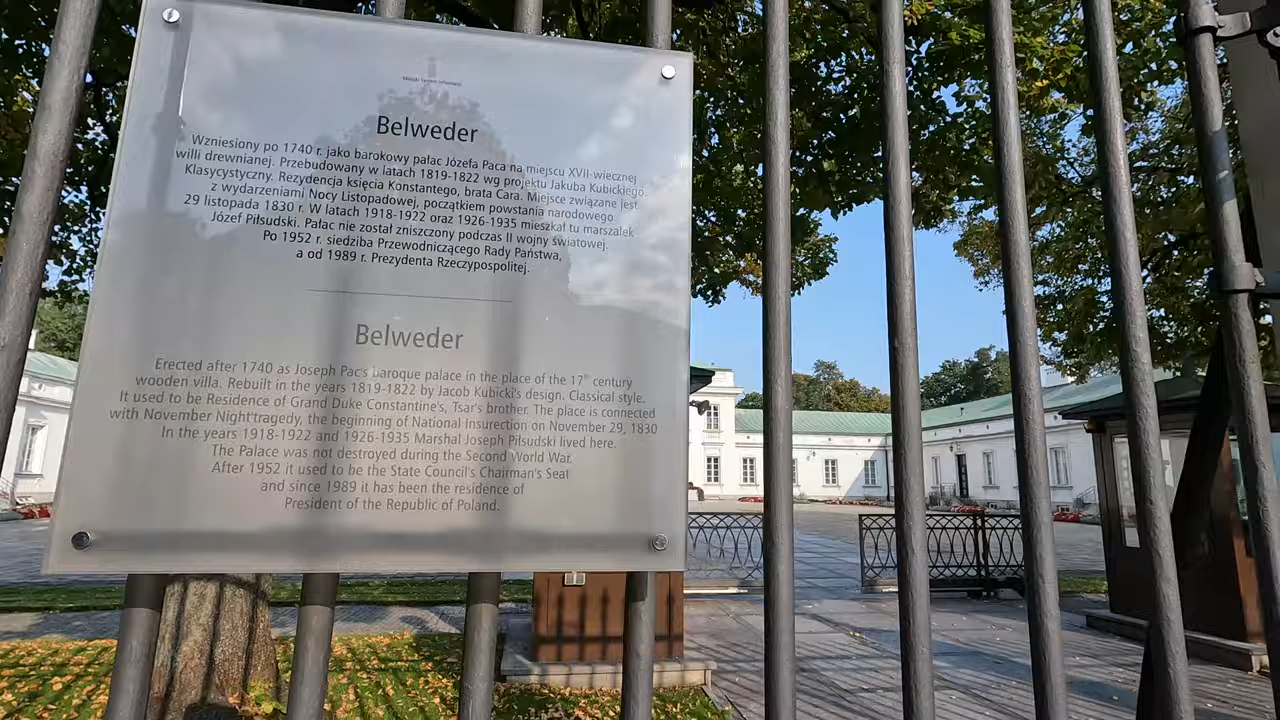 Miejski System Informacji
Belweder
Wzniesiony po 1740 r. jako barokowy pałac Józefa Paca na miejscu XVII-wiecznej
willi drewnianej. Przebudowany w latach 1819-1822 wg projektu Jakuba Kubickiego.
Klasycystyczny. Rezydencja księcia Konstantego, brata Cara. Miejsce związane jest
z wydarzeniami Nocy Listopadowej, początkiem powstania narodowego
29 listopada 1830 r. W latach 1918-1922 oraz 1926-1935 mieszkał tu marszałek
Józef Piłsudski. Pałac nie został zniszczony podczas II wojny światowej.
Po 1952 r. siedziba Przewodniczącego Rady Państwa,
a od 1989 r. Prezydenta Rzeczypospolitej.
Belweder
Erected after 1740 as Joseph Pac's baroque palace in the place of the 17th century
wooden villa. Rebuilt in the years 1819-1822 by Jacob Kubicki's design. Classical style.
It used to be Residence of Grand Duke Constantine's, Tsar's brother. The place is connected
with November Night'tragedy, the beginning of National Insurection on November 29, 1830
In the years 1918-1922 and 1926-1935 Marshal Joseph Piłsudski lived here.
The Palace was not destroyed during the Second World War.
After 1952 it used to be the State Council's Chairman's Seat
and since 1989 it has been the residence of
President of the Republic of Poland.